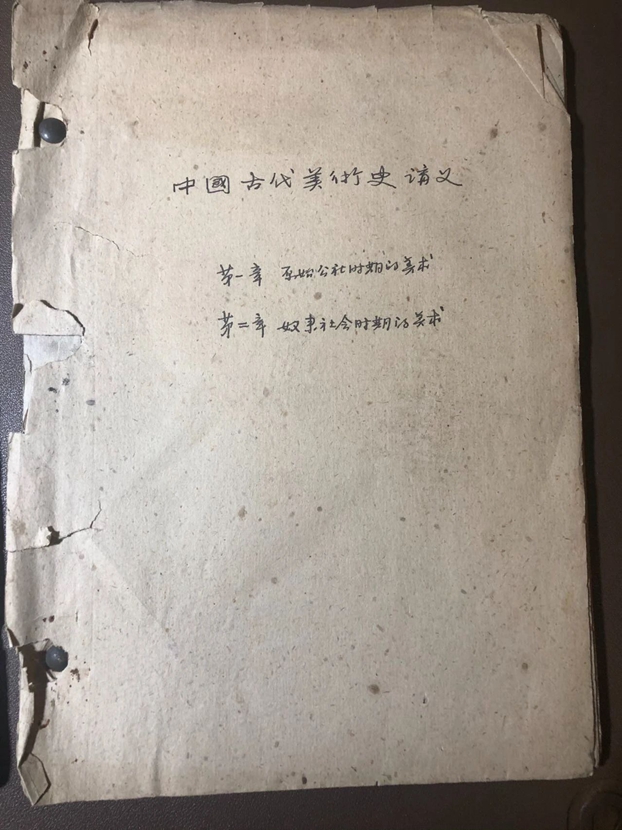 中國古代美術史講义
第一章 原始公社时期的美术
第二章 奴隶社会时期的美术